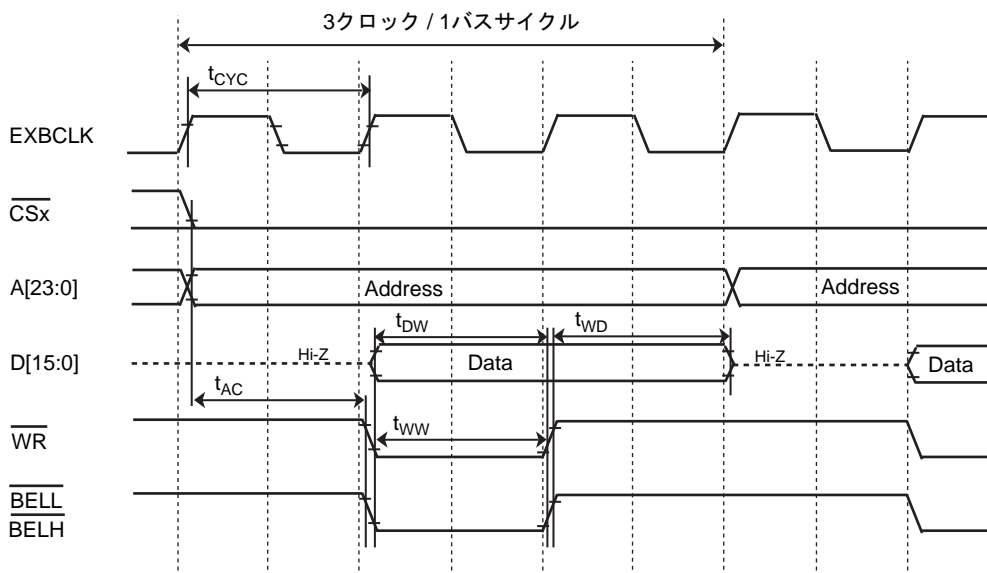 3クロック / 1バスサイクル
tCYC
EXBCLK
CSx
A[23:0]
Address
Address
tDW
tWD
D[15:0]
Hi-Z
Data
Hi-Z
Data
tAC
WR
tWW
BELL
BELH